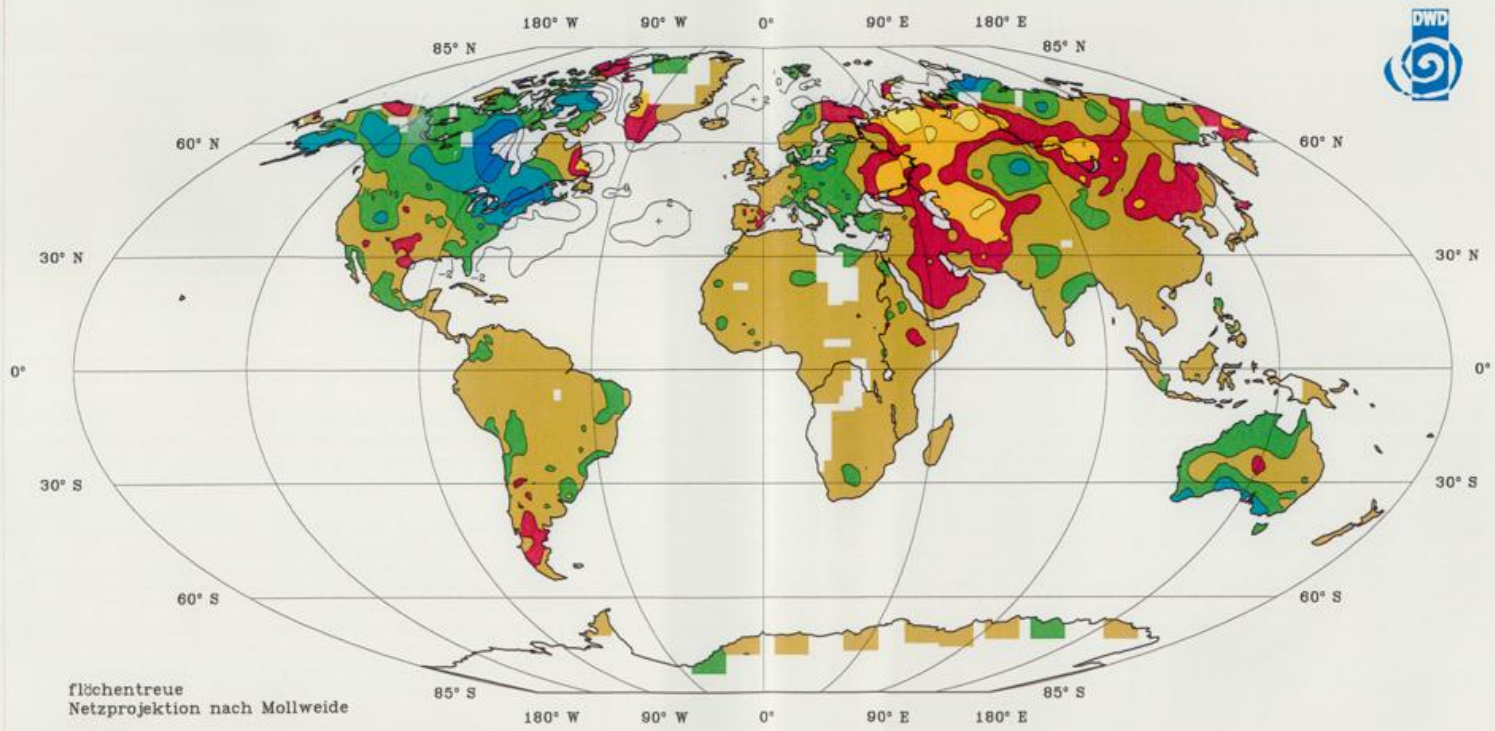 180° W 90° W 0° 90° E 180° E
DWD
85° N 85° N
60° N
60° N
30° N 30° N
0° 0°
30° S 30° S
60° S 60° S
85° S 85° S
flächentreue
Netzprojektion nach Mollweide
180° W 90° W 0° 90° E 180° E